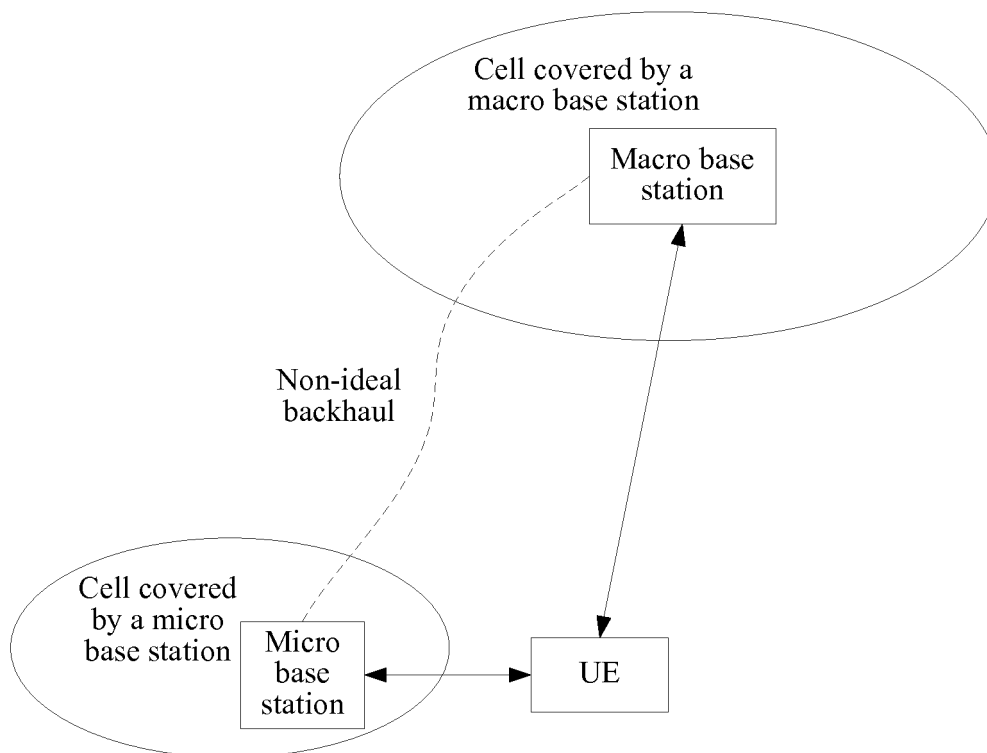 Cell covered by a
macro base station
Macro base
station
Non-ideal
backhaul
Cell covered
by a micro
base station
Micro
base
station
UE